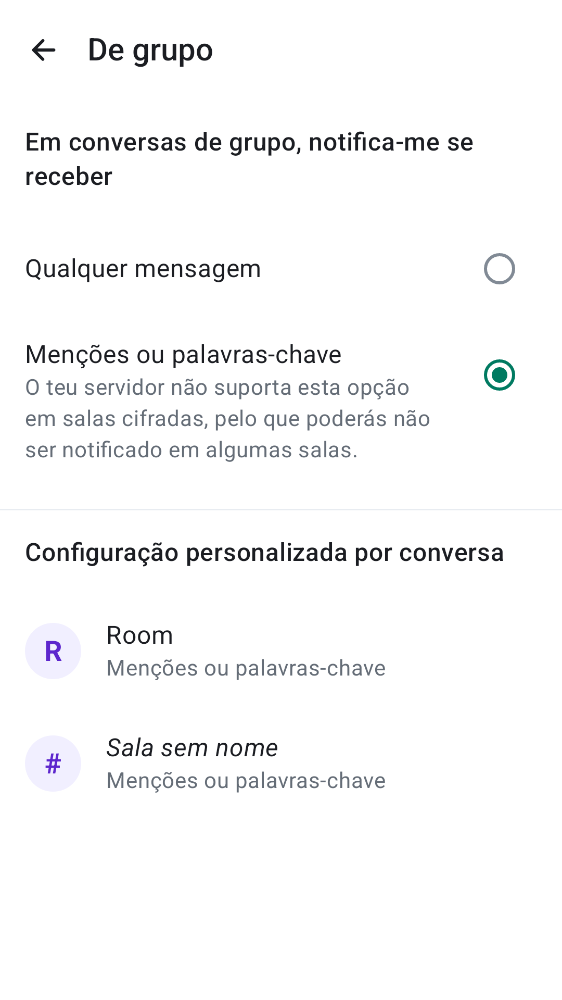 De grupo
Em conversas de grupo, notifica-me se
receber
Qualquer mensagem
Menções ou palavras-chave
O teu servidor não suporta esta opção
em salas cifradas, pelo que poderás não
ser notificado em algumas salas.
Configuração personalizada por conversa
R
Room
Menções ou palavras-chave
#
Sala sem nome
Menções ou palavras-chave